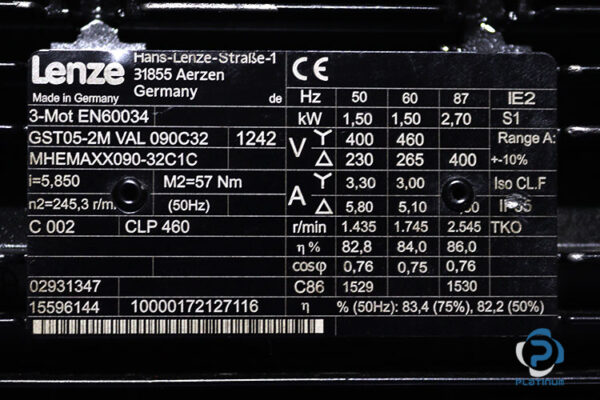 Lenze
Hans-Lenze-Straße-1
31855 Aerzen
Germany
Made in Germany
de
3-Mot EN60034
GST05-2M VAL 090C32 1242
MHEMAXX090-32C1C
i=5,850 M2=57 Nm
n2=245,3 r/m (50Hz)
C 002 CLP 460
02931347
15596144 10000172127116
CE
Hz 50 60 87 IE2
kW 1,50 1,50 2,70 S1
V Y 400 460 Range A:
△ 230 265 400 +-10%
A Y 3,30 3,00 Iso CL.F
△ 5,80 5,10
r/min 1.435 1.745 2.545 TKO
η % 82,8 84,0 86,0
cosφ 0,76 0,75 0,76
C86 1529 1530
η % (50Hz): 83,4 (75%), 82,2 (50%)
PLATINUM